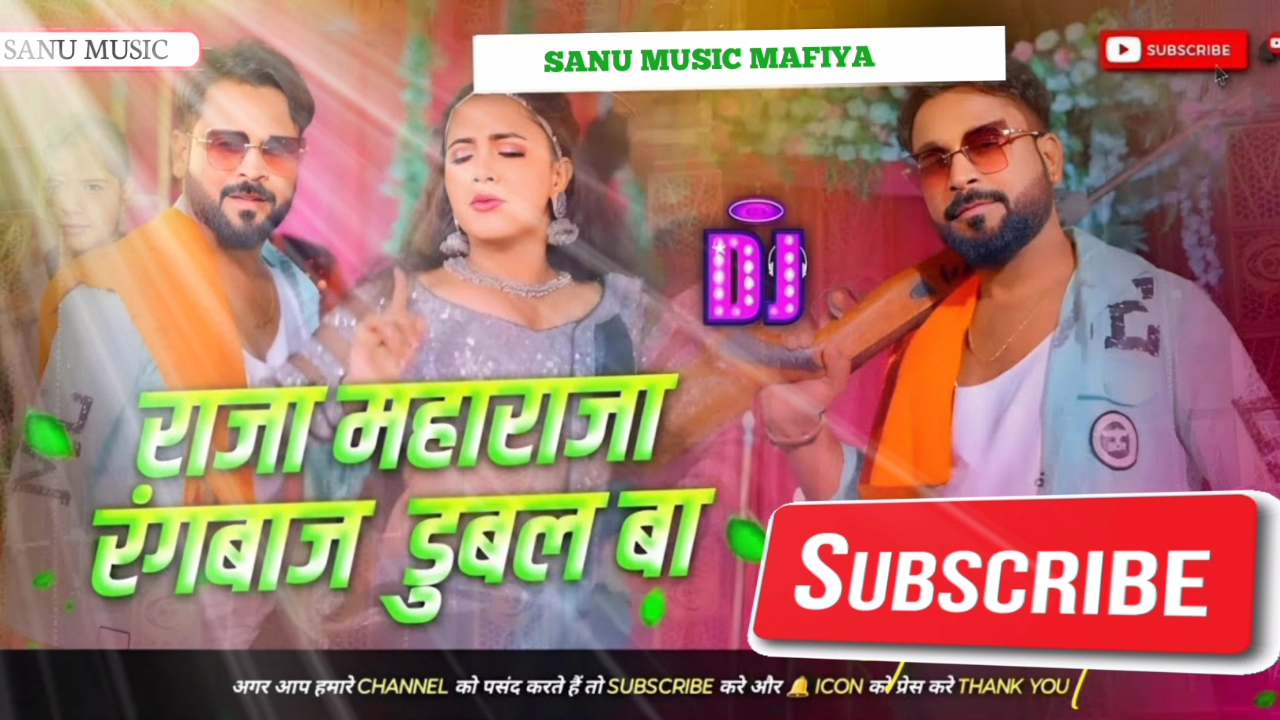 SANU MUSIC
SANU MUSIC MAFIYA
SUBSCRIBE
DJ
राजा महाराजा
रंगबाज डुबल बा
SUBSCRIBE
अगर आप हमारे CHANNEL को पसंद करते हैं तो SUBSCRIBE करे और 🔔 ICON को प्रेस करे THANK YOU